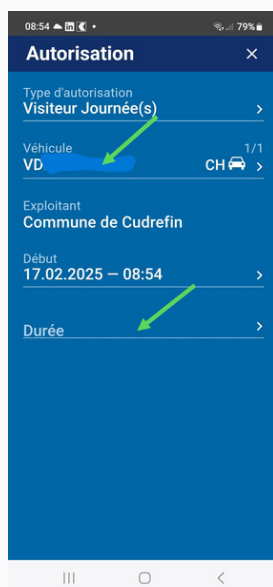 08:54
79%
Autorisation
Type d'autorisation
Visiteur Journée(s)
Véhicule 1/1
VD CH
Exploitant
Commune de Cudrefin
Début
17.02.2025 — 08:54
Durée